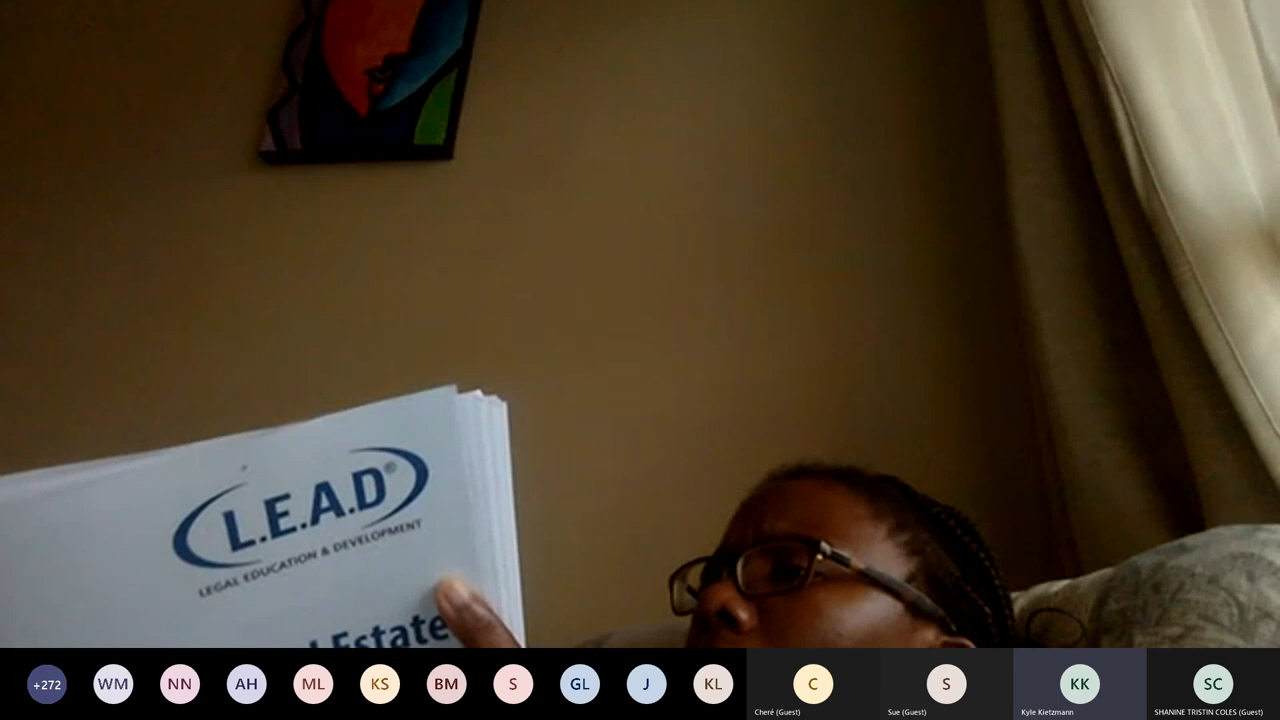 L.E.A.D®
LEGAL EDUCATION & DEVELOPMENT
l Estate
+272
WM
NN
AH
ML
KS
BM
S
GL
J
KL
C
S
KK
SC
Cheré (Guest)
Sue (Guest)
Kyle Kietzmann
SHANINE TRISTIN COLES (Guest)